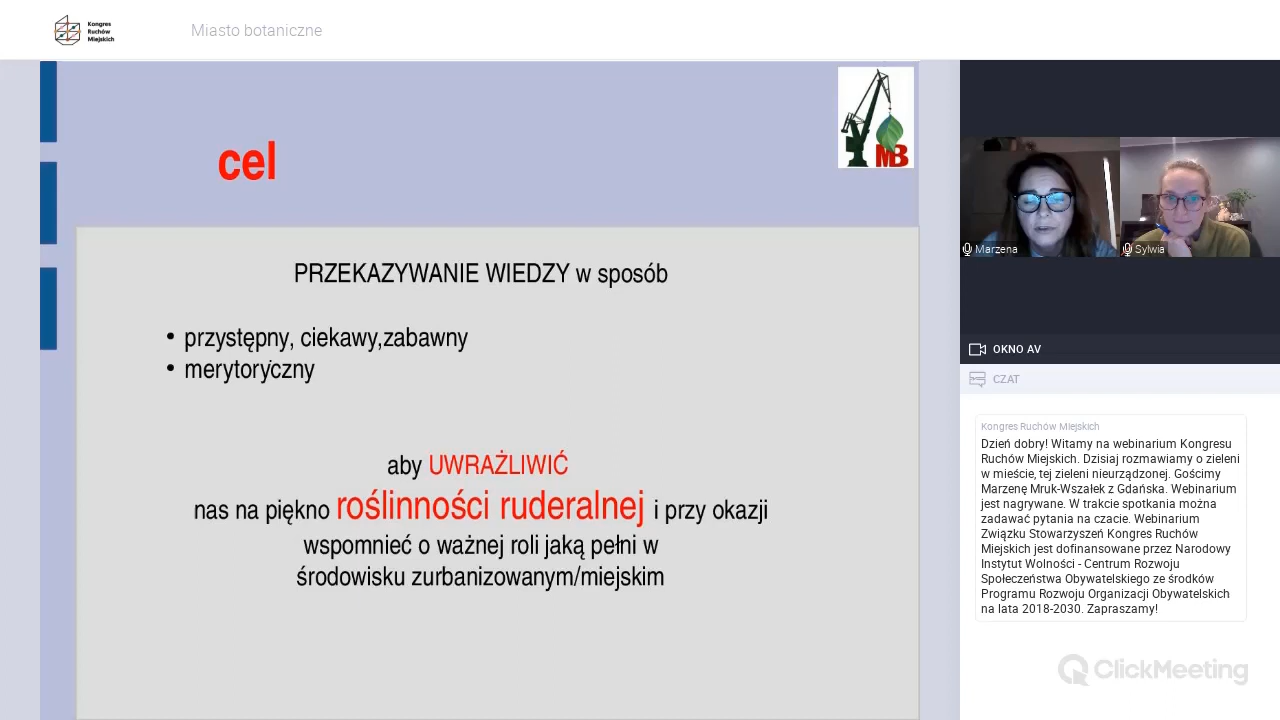 Kongres
Ruchów
Miejskich
Miasto botaniczne
MB
cel
PRZEKAZYWANIE WIEDZY w sposób
• przystępny, ciekawy,zabawny
• merytoryczny
aby UWRAŻLIWIĆ
nas na piękno roślinności ruderalnej i przy okazji
wspomnieć o ważnej roli jaką pełni w
środowisku zurbanizowanym/miejskim
Marzena
Sylwia
OKNO AV
CZAT
Kongres Ruchów Miejskich
Dzień dobry! Witamy na webinarium Kongresu
Ruchów Miejskich. Dzisiaj rozmawiamy o zieleni
w mieście, tej zieleni nieurządzonej. Gościmy
Marzenę Mruk-Wszałek z Gdańska. Webinarium
jest nagrywane. W trakcie spotkania można
zadawać pytania na czacie. Webinarium
Związku Stowarzyszeń Kongres Ruchów
Miejskich jest dofinansowane przez Narodowy
Instytut Wolności - Centrum Rozwoju
Społeczeństwa Obywatelskiego ze środków
Programu Rozwoju Organizacji Obywatelskich
na lata 2018-2030. Zapraszamy!
ClickMeeting